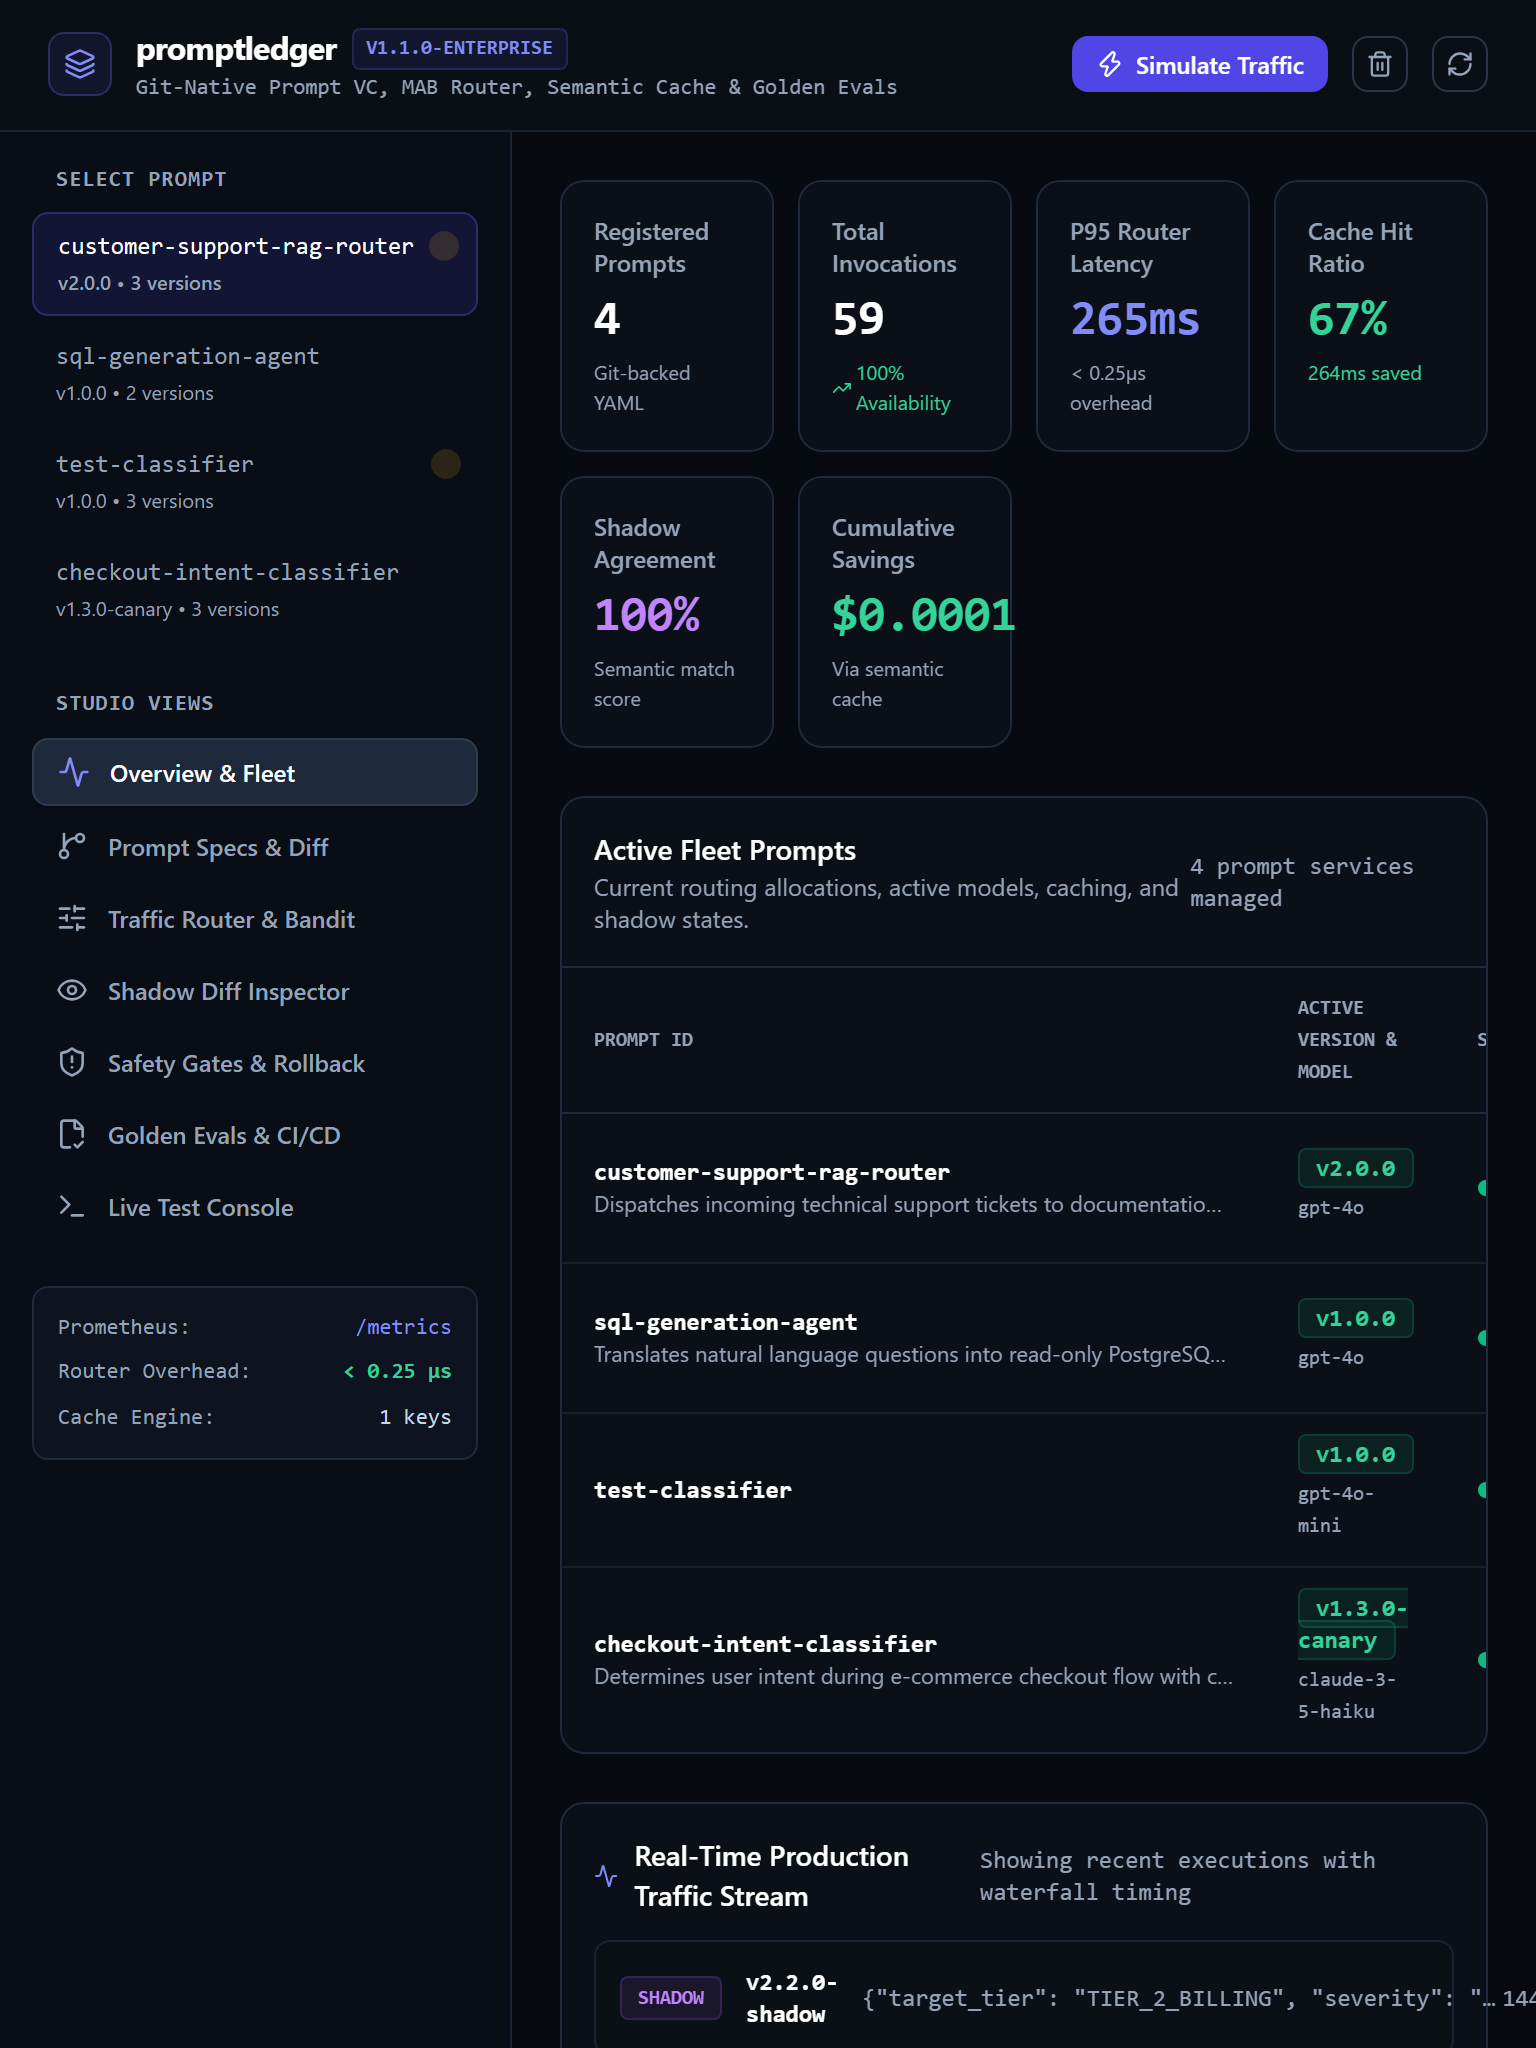 promptledger
V1.1.0-ENTERPRISE
Git-Native Prompt VC, MAB Router, Semantic Cache & Golden Evals
Simulate Traffic
SELECT PROMPT
customer-support-rag-router
v2.0.0 • 3 versions
sql-generation-agent
v1.0.0 • 2 versions
test-classifier
v1.0.0 • 3 versions
checkout-intent-classifier
v1.3.0-canary • 3 versions
STUDIO VIEWS
Overview & Fleet
Prompt Specs & Diff
Traffic Router & Bandit
Shadow Diff Inspector
Safety Gates & Rollback
Golden Evals & CI/CD
Live Test Console
Prometheus: /metrics
Router Overhead: < 0.25 µs
Cache Engine: 1 keys
Registered
Prompts
4
Git-backed
YAML
Total
Invocations
59
100%
Availability
P95 Router
Latency
265ms
< 0.25µs
overhead
Cache Hit
Ratio
67%
264ms saved
Shadow
Agreement
100%
Semantic match
score
Cumulative
Savings
$0.0001
Via semantic
cache
Active Fleet Prompts
Current routing allocations, active models, caching, and
shadow states.
4 prompt services
managed
PROMPT ID
ACTIVE
VERSION &
MODEL
S
customer-support-rag-router
Dispatches incoming technical support tickets to documentatio...
v2.0.0
gpt-4o
sql-generation-agent
Translates natural language questions into read-only PostgreSQ...
v1.0.0
gpt-4o
test-classifier
v1.0.0
gpt-4o-
mini
checkout-intent-classifier
Determines user intent during e-commerce checkout flow with c...
v1.3.0-
canary
claude-3-
5-haiku
Real-Time Production
Traffic Stream
Showing recent executions with
waterfall timing
SHADOW
v2.2.0-
shadow
{"target_tier": "TIER_2_BILLING", "severity": "… 144